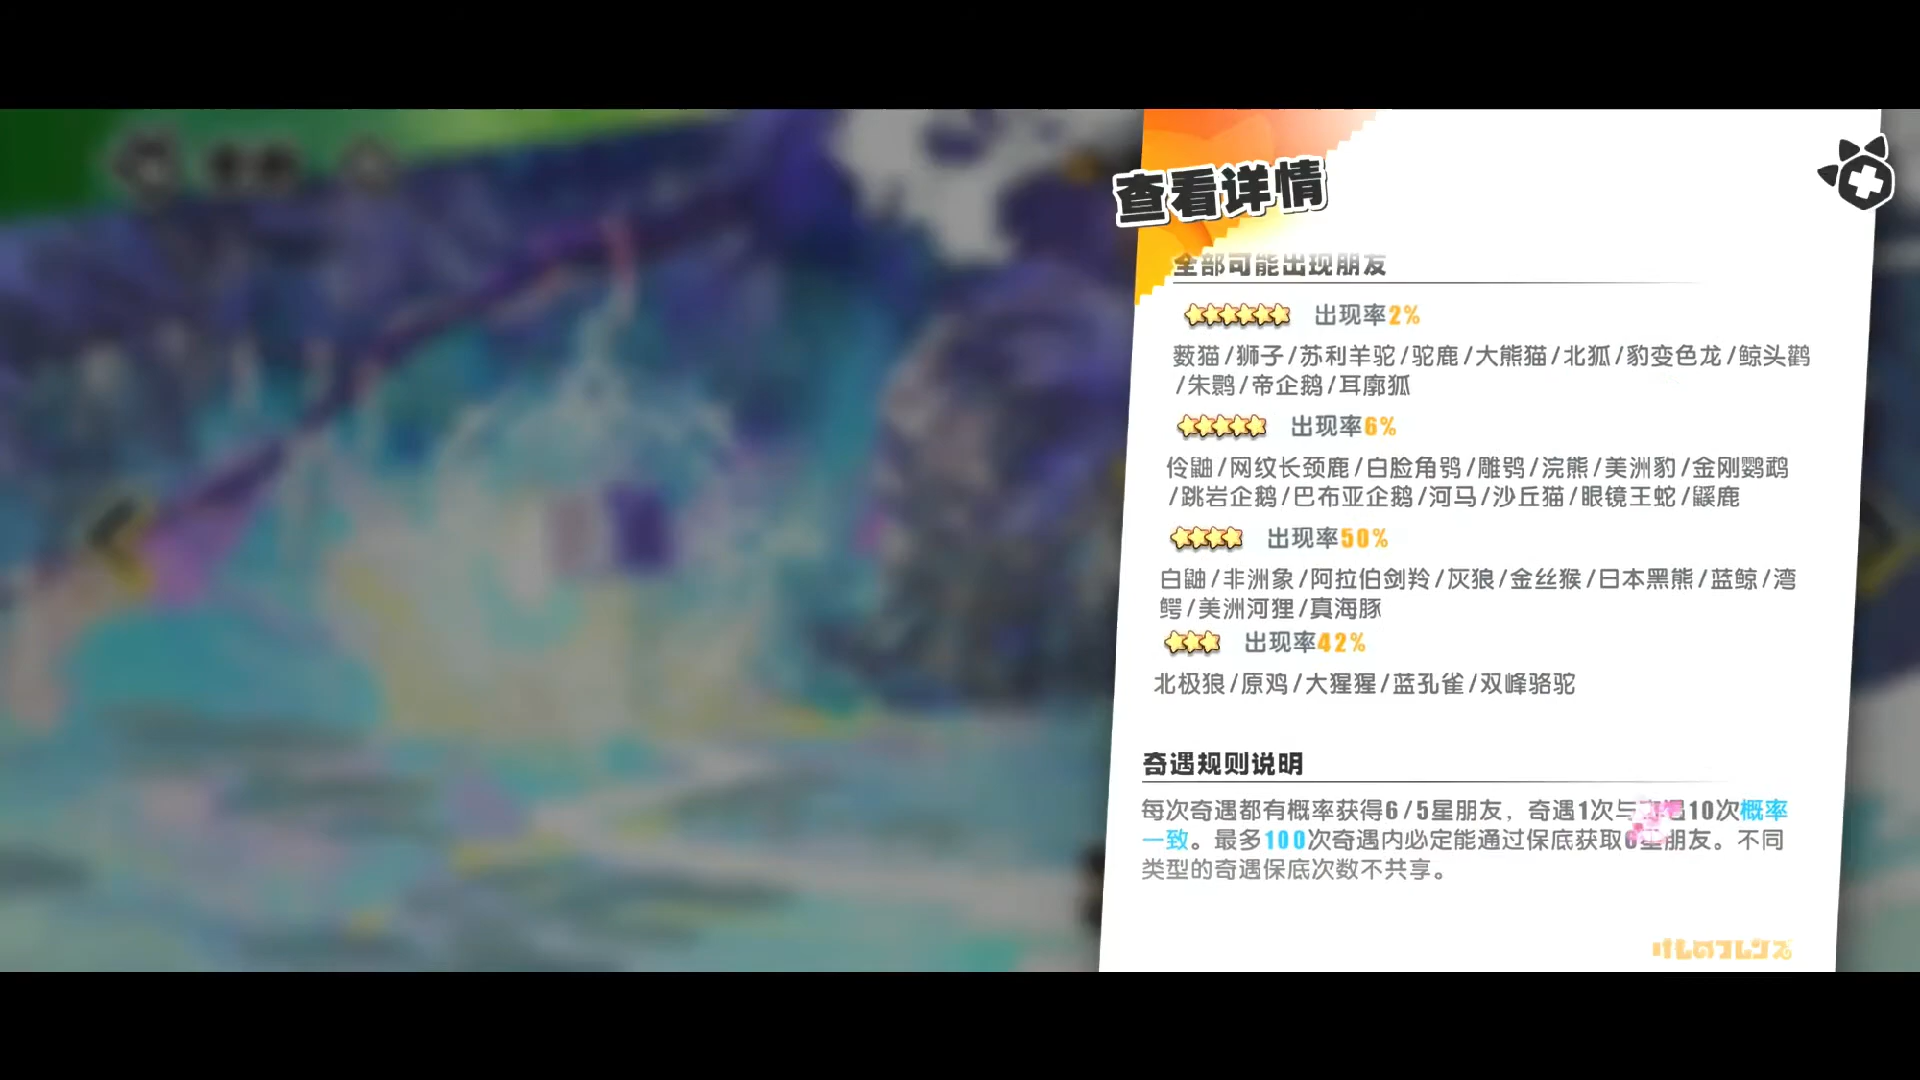 查看详情
全部可能出现朋友
出现率2%
薮猫/狮子/苏利羊驼/驼鹿/大熊猫/北狐/豹变色龙/鲸头鹳
/朱鹮/帝企鹅/耳廓狐
出现率6%
伶鼬/网纹长颈鹿/白脸角鸮/雕鸮/浣熊/美洲豹/金刚鹦鹉
/跳岩企鹅/巴布亚企鹅/河马/沙丘猫/眼镜王蛇/鼷鹿
出现率50%
白鼬/非洲象/阿拉伯剑羚/灰狼/金丝猴/日本黑熊/蓝鲸/湾
鳄/美洲河狸/真海豚
出现率42%
北极狼/原鸡/大猩猩/蓝孔雀/双峰骆驼
奇遇规则说明
每次奇遇都有概率获得6/5星朋友，奇遇1次与奇遇10次概率
一致。最多100次奇遇内必定能通过保底获取6星朋友。不同
类型的奇遇保底次数不共享。
けものフレンズ